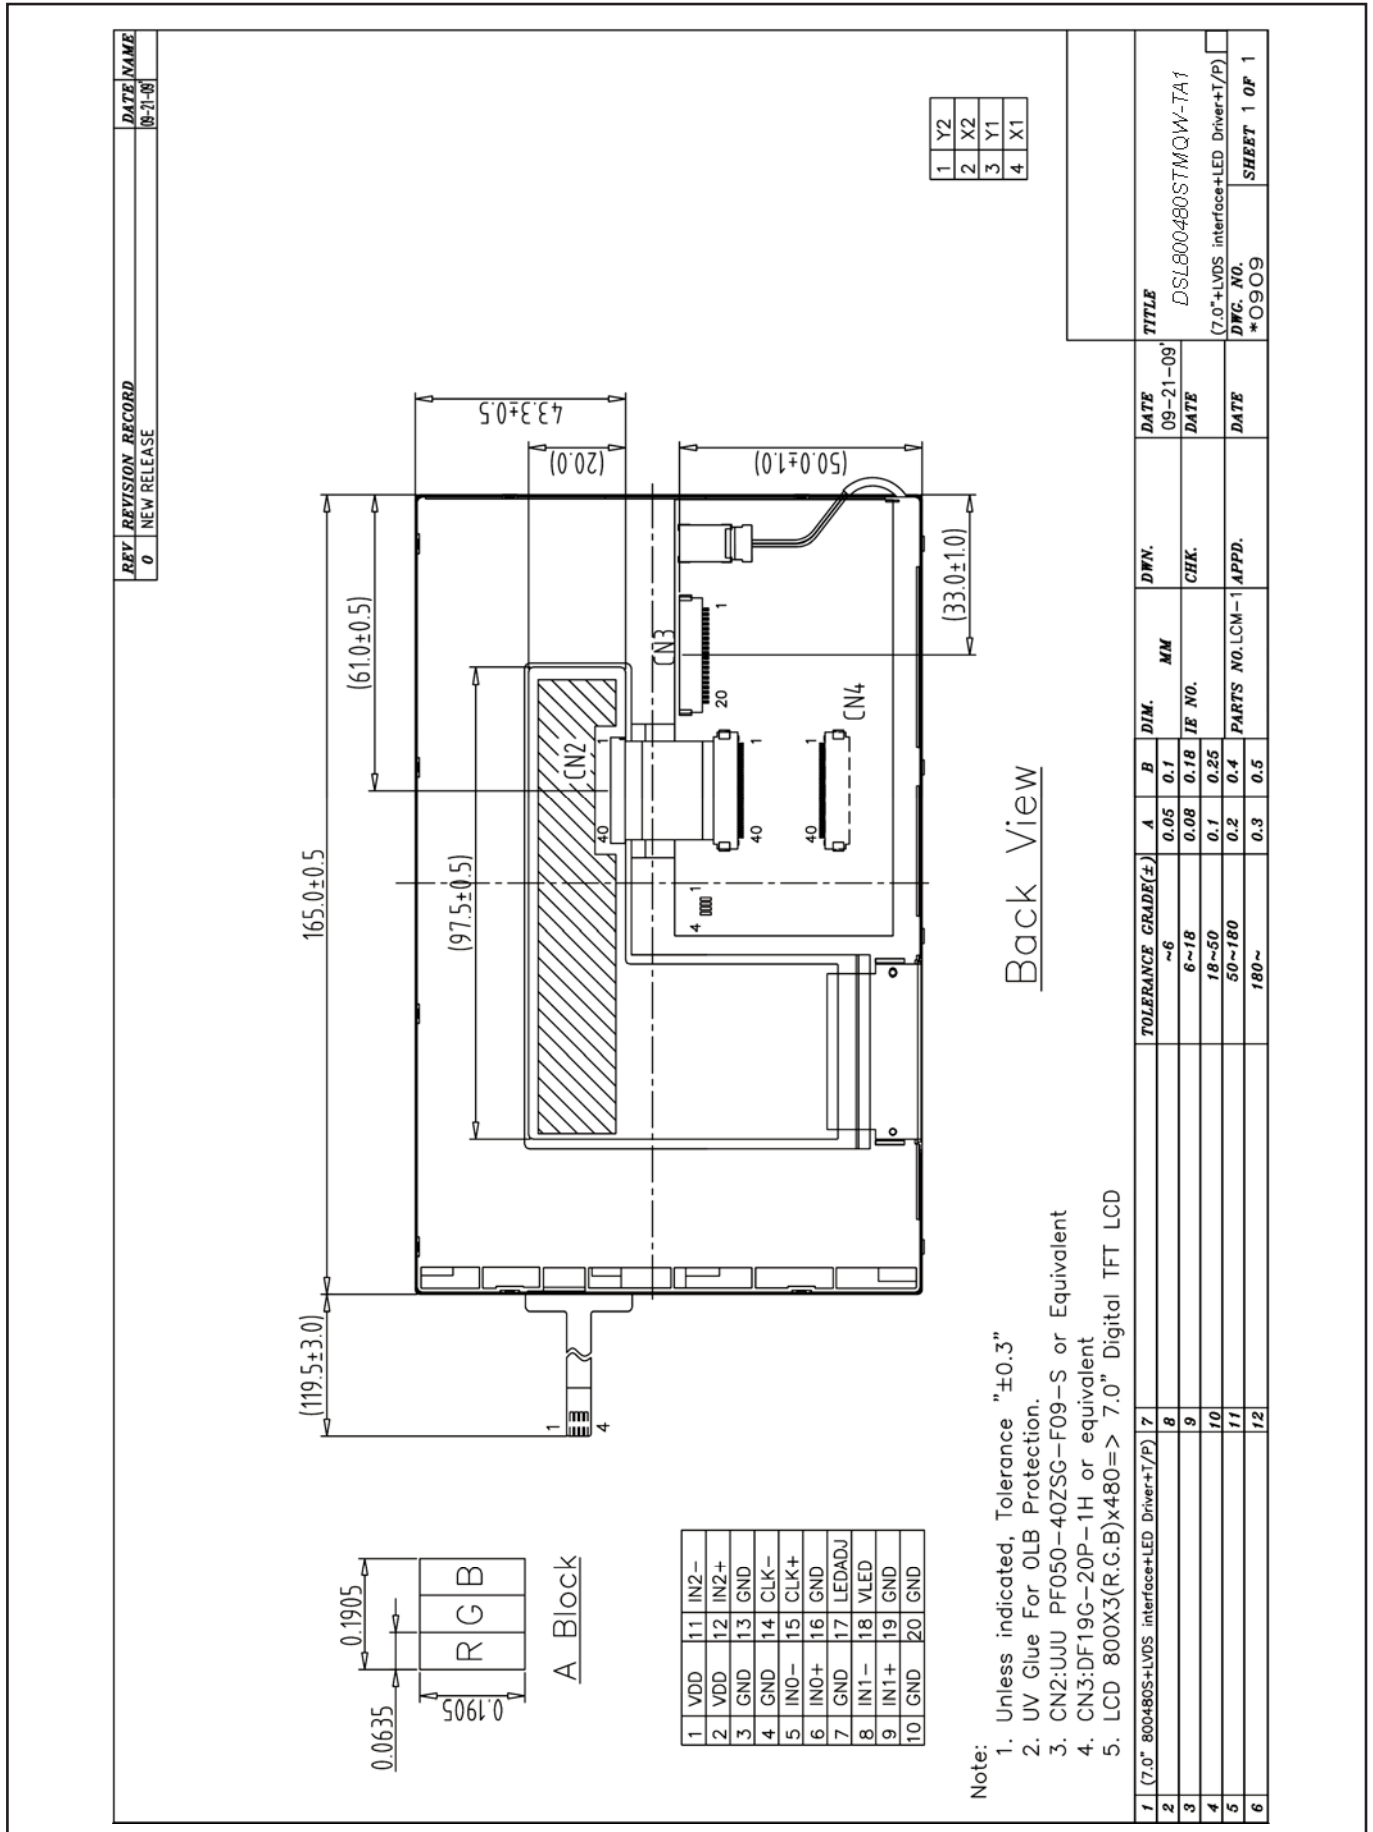 REV REVISION RECORD DATE NAME
0 NEW RELEASE 09-21-09'
0.1905
0.0635
0.1905
R G B
A Block
1 VDD 11 IN2-
2 VDD 12 IN2+
3 GND 13 GND
4 GND 14 CLK-
5 IN0- 15 CLK+
6 IN0+ 16 GND
7 GND 17 LEDADJ
8 IN1- 18 VLED
9 IN1+ 19 GND
10 GND 20 GND
(119.5±3.0)
165.0±0.5
(61.0±0.5)
(97.5±0.5)
43.3±0.5
(20.0)
(50.0±1.0)
(33.0±1.0)
1
4
CN2
40 1
CN3
20 1
40 1
CN4
40 1
4 1
Back View
1 Y2
2 X2
3 Y1
4 X1
Note:
1. Unless indicated, Tolerance "±0.3"
2. UV Glue For OLB Protection.
3. CN2:UJU PF050-40ZSG-F09-S or Equivalent
4. CN3:DF19G-20P-1H or equivalent
5. LCD 800X3(R.G.B)x480=> 7.0" Digital TFT LCD
1 (7.0" 800480S+LVDS interface+LED Driver+T/P) 7
2 8
3 9
4 10
5 11
6 12
TOLERANCE GRADE(±) A B
~6 0.05 0.1
6~18 0.08 0.18
18~50 0.1 0.25
50~180 0.2 0.4
180~ 0.3 0.5
DIM. MM
IE NO.
PARTS NO.LCM-1
DWN. DATE 09-21-09'
CHK. DATE
APPD. DATE
TITLE
DSL800480STMQW-TA1
(7.0"+LVDS interface+LED Driver+T/P)
DWG. NO. *0909
SHEET 1 OF 1